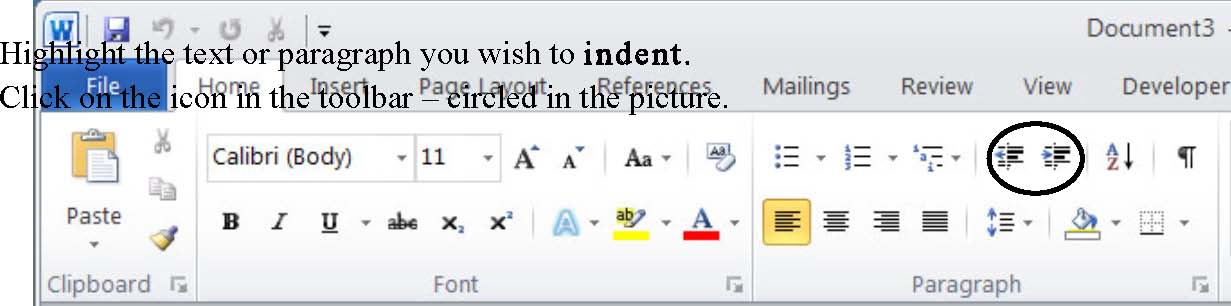 Document3 -
Highlight the text or paragraph you wish to indent.
File Home Insert Page Layout References Mailings Review View Developer
Click on the icon in the toolbar – circled in the picture.
Calibri (Body) 11 A A Aa
Paste B I U abc x₂ x² A ab A
Clipboard Font Paragraph